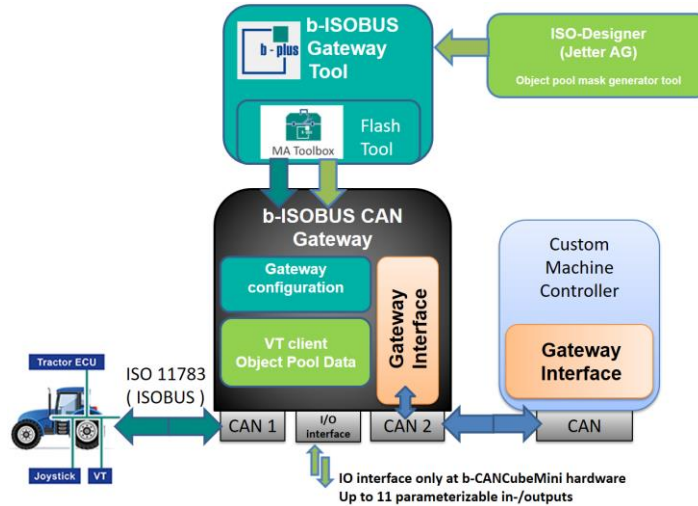 b-ISOBUS
Gateway
Tool
b - plus
ISO-Designer
(Jetter AG)
Object pool mask generator tool
MA Toolbox
Flash
Tool
b-ISOBUS CAN
Gateway
Gateway
configuration
VT client
Object Pool Data
Gateway
Interface
Custom
Machine
Controller
Gateway
Interface
Tractor ECU
ISO 11783
( ISOBUS )
Joystick
VT
CAN 1
I/O
interface
CAN 2
CAN
IO interface only at b-CANCubeMini hardware
Up to 11 parameterizable in-/outputs